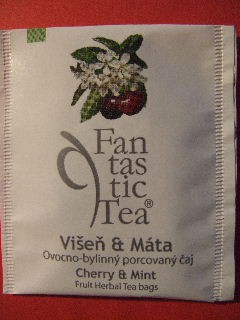 Fan
tas
tic
Tea®
Višeň & Máta
Ovocno-bylinný porcovaný čaj
Cherry & Mint
Fruit Herbal Tea bags